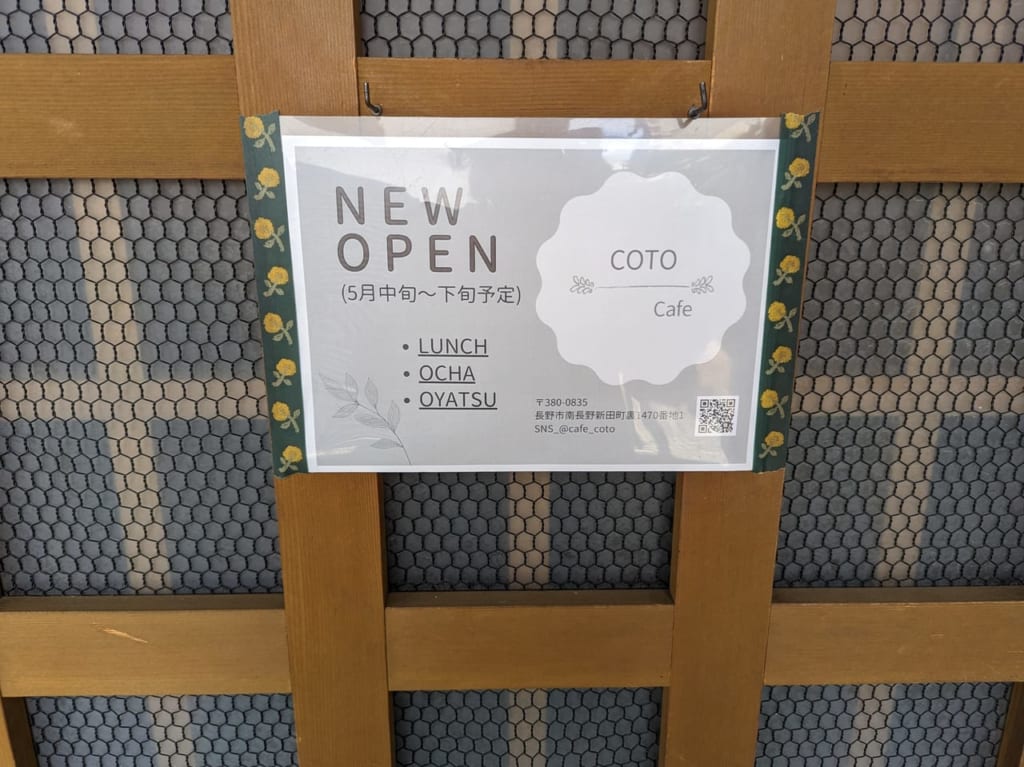 NEW
OPEN
(5月中旬～下旬予定)
• LUNCH
• OCHA
• OYATSU
COTO
Cafe
〒380-0835
長野市南長野新田町裏1470番地1
SNS_@cafe_coto